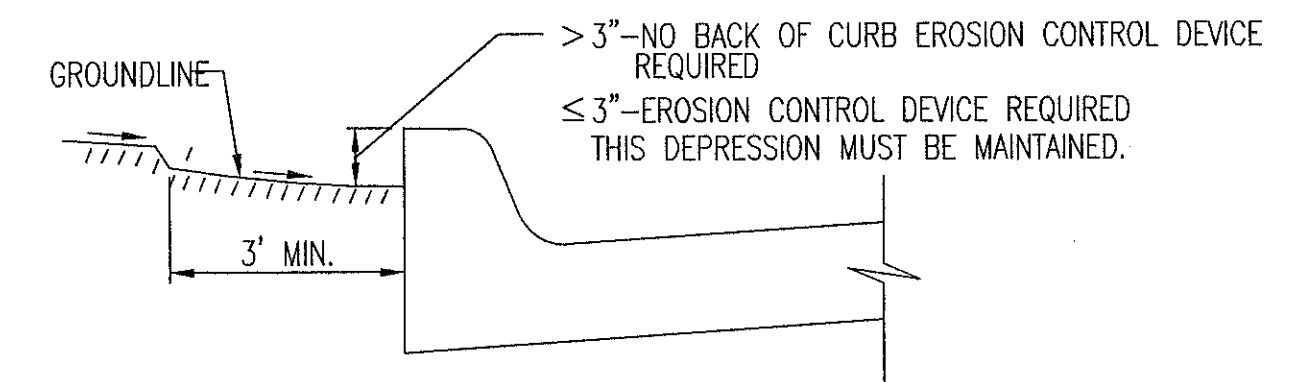 > 3"-NO BACK OF CURB EROSION CONTROL DEVICE
REQUIRED
GROUNDLINE
≤ 3"-EROSION CONTROL DEVICE REQUIRED
THIS DEPRESSION MUST BE MAINTAINED.
3' MIN.